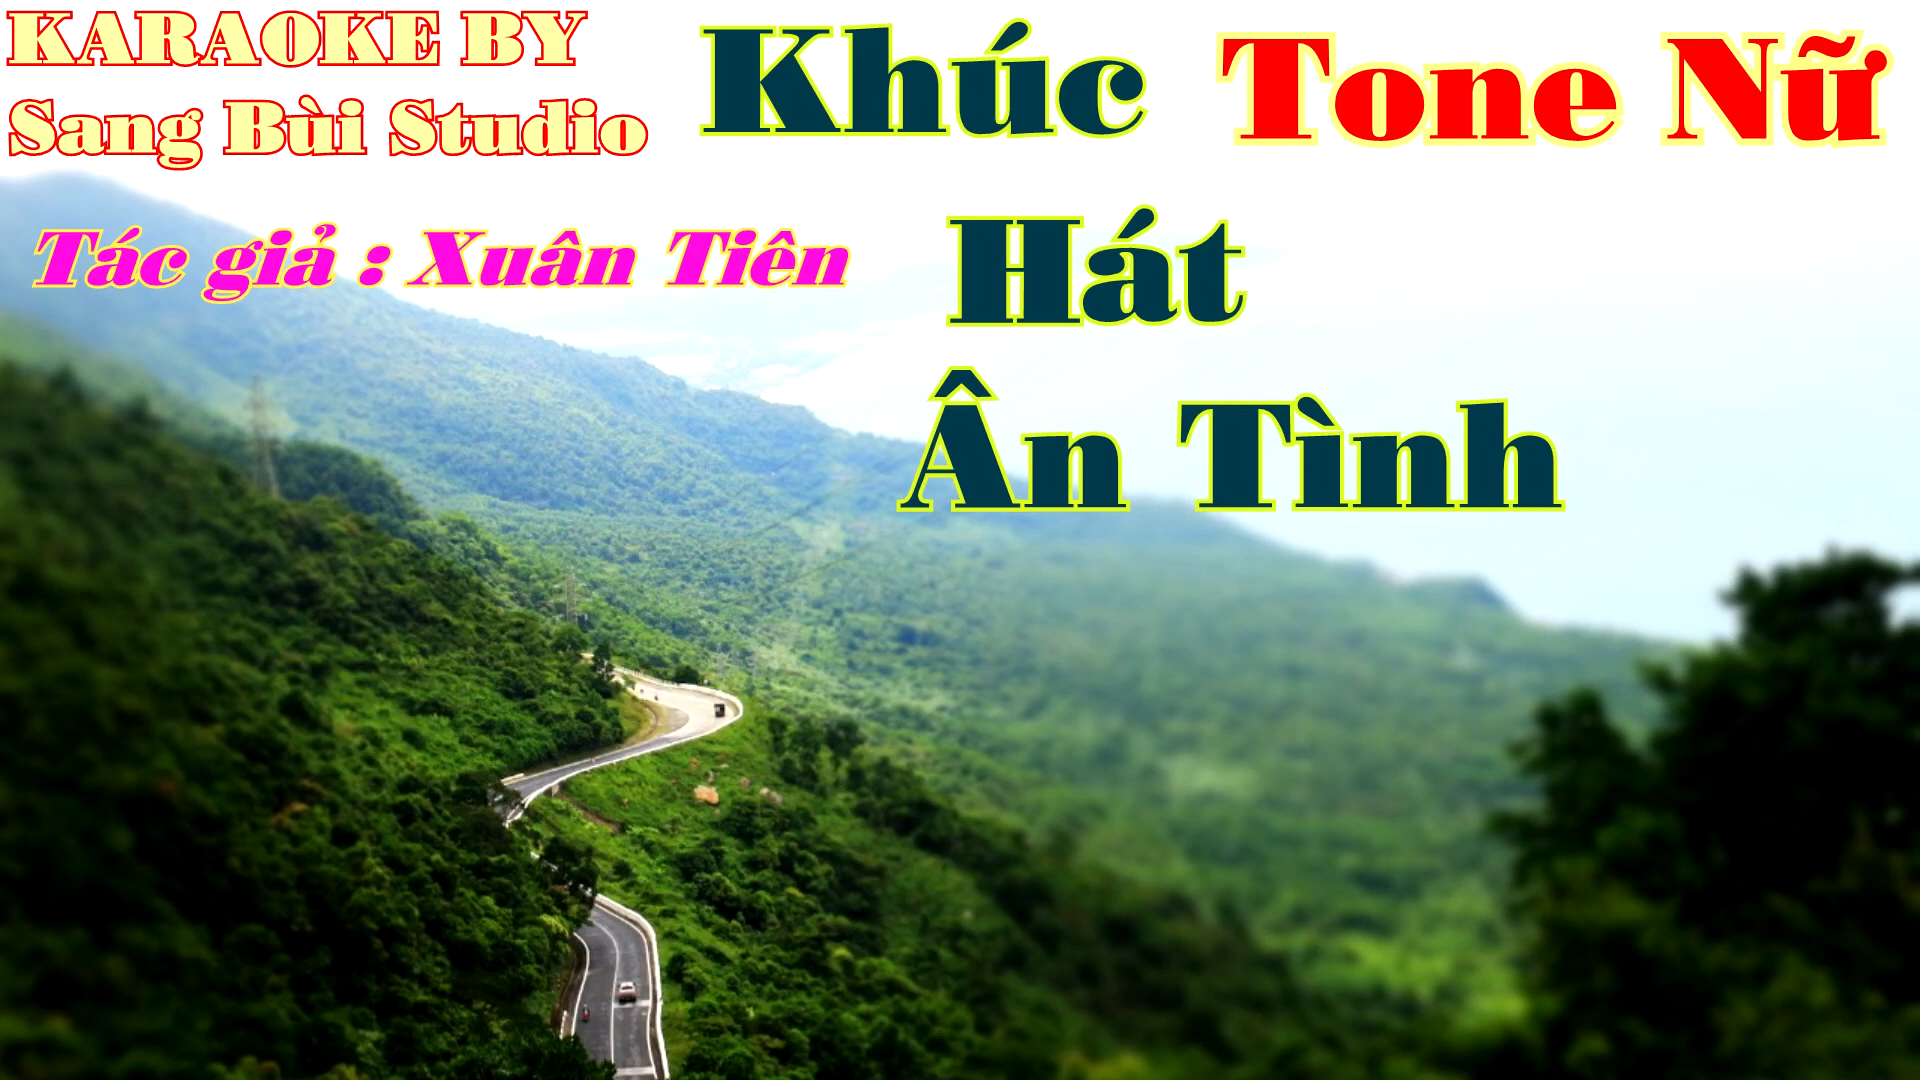 KARAOKE BY
Sang Bùi Studio
Khúc
Tone Nữ
Tác giả : Xuân Tiên
Hát
Ân Tình